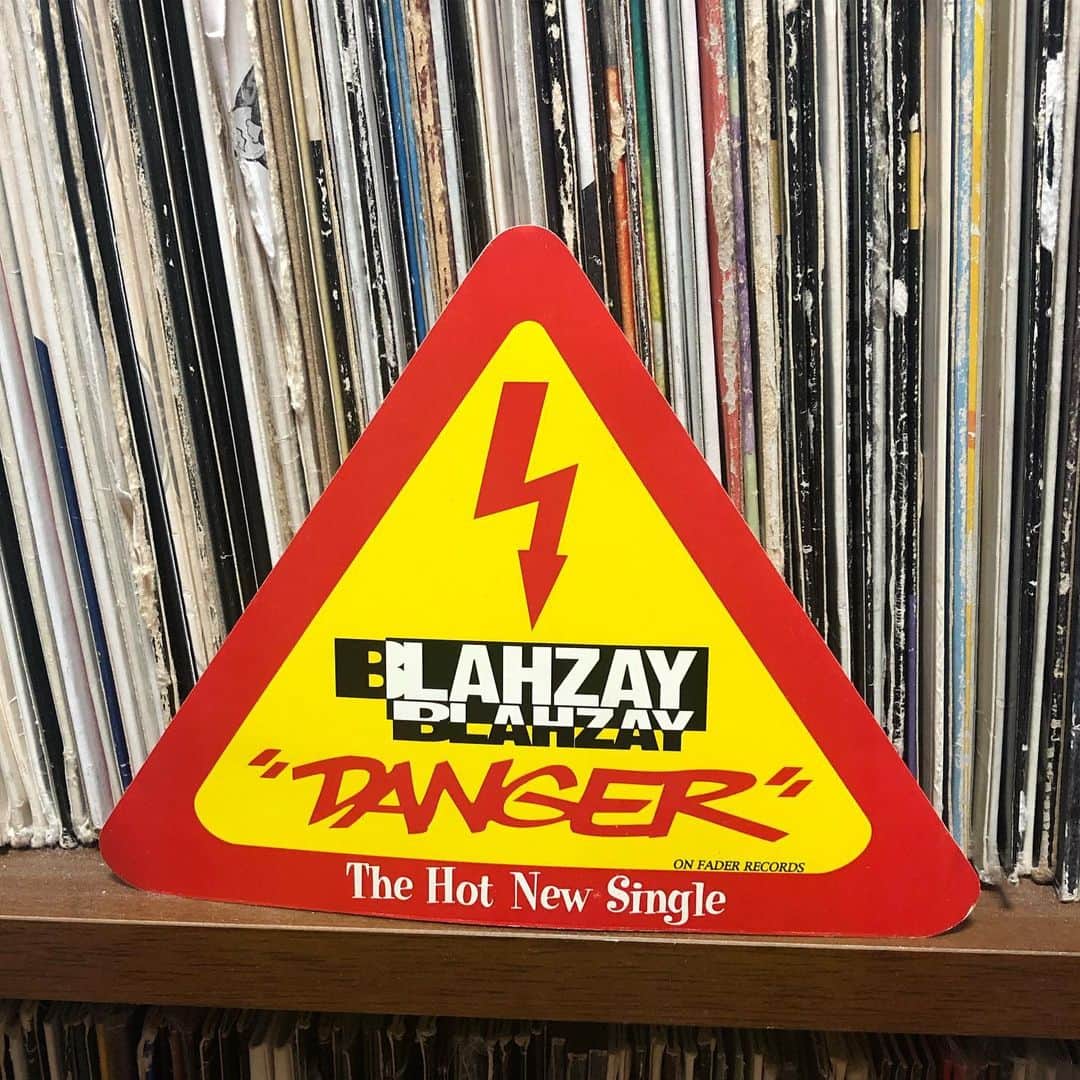 BLAHZAY
BLAHZAY
"DANGER"
ON FADER RECORDS
The Hot New Single